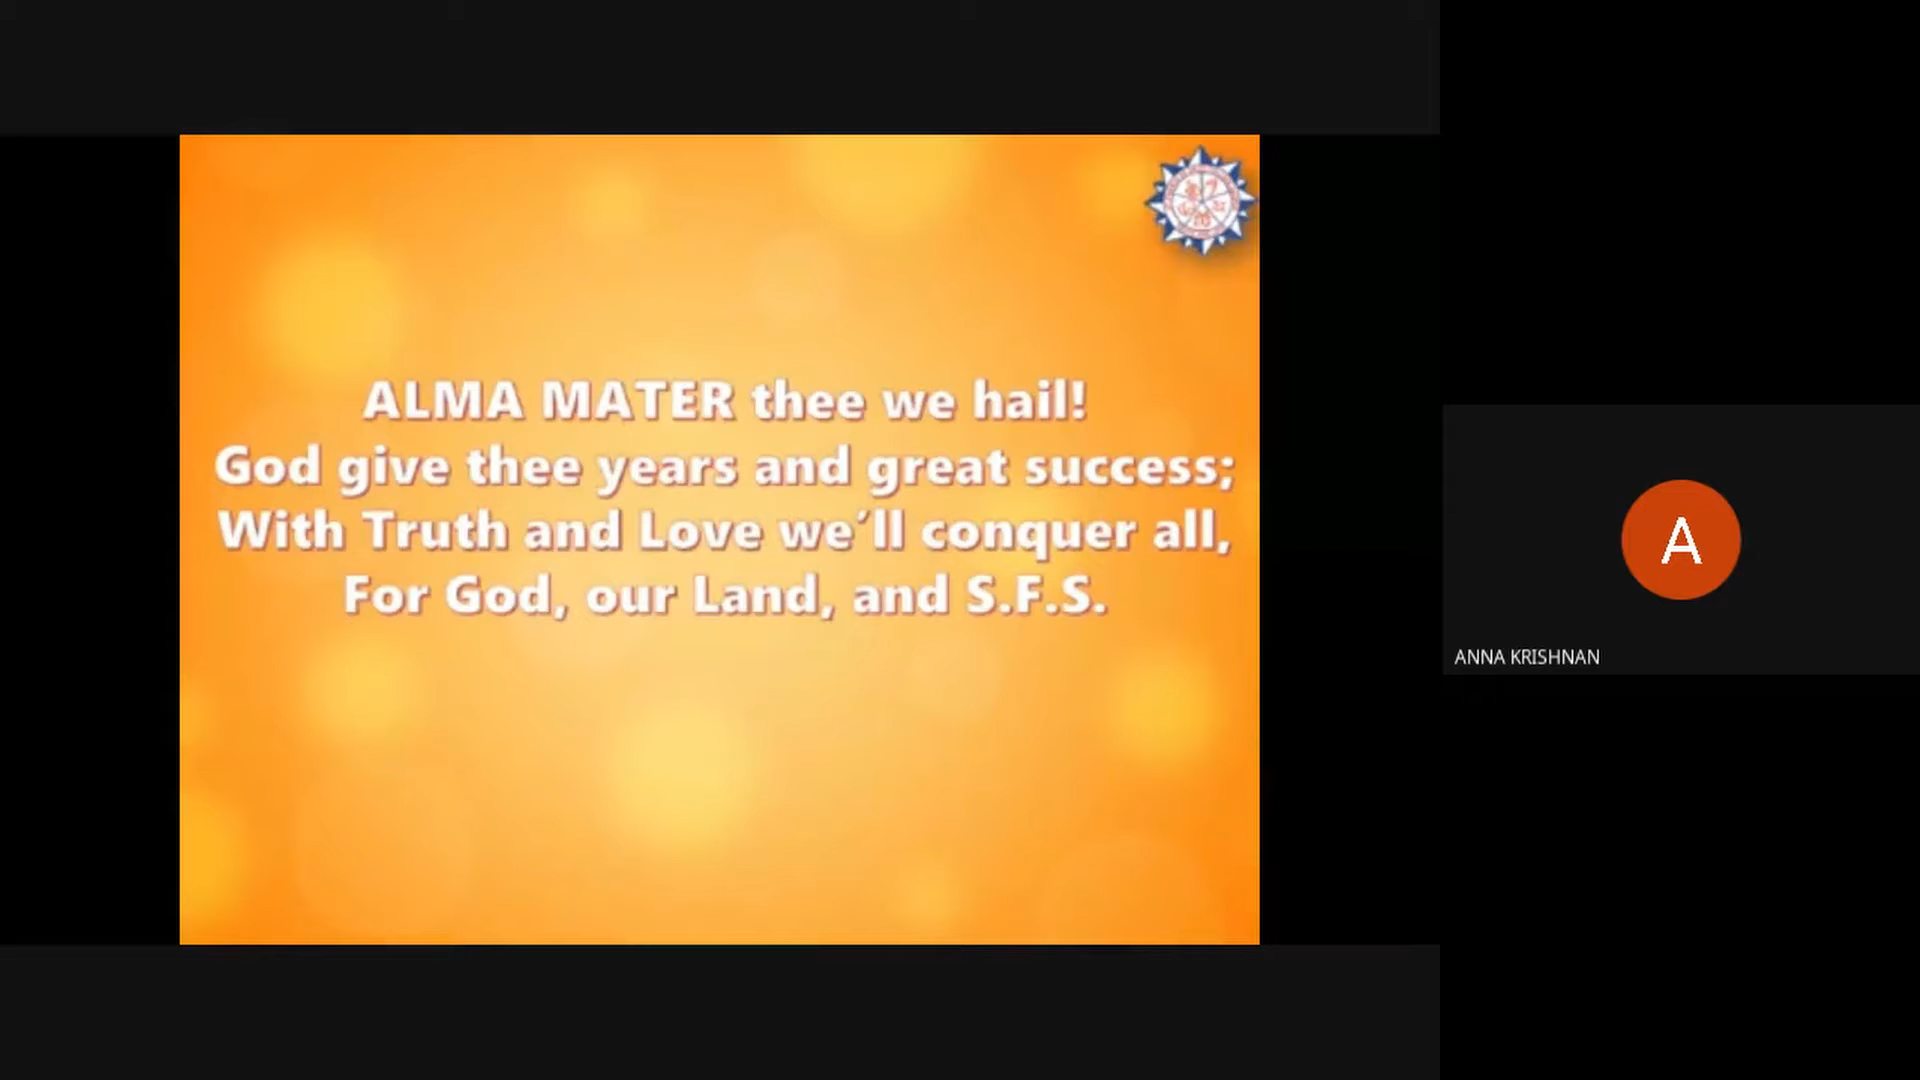 ALMA MATER thee we hail!
God give thee years and great success;
With Truth and Love we'll conquer all,
For God, our Land, and S.F.S.
A
ANNA KRISHNAN